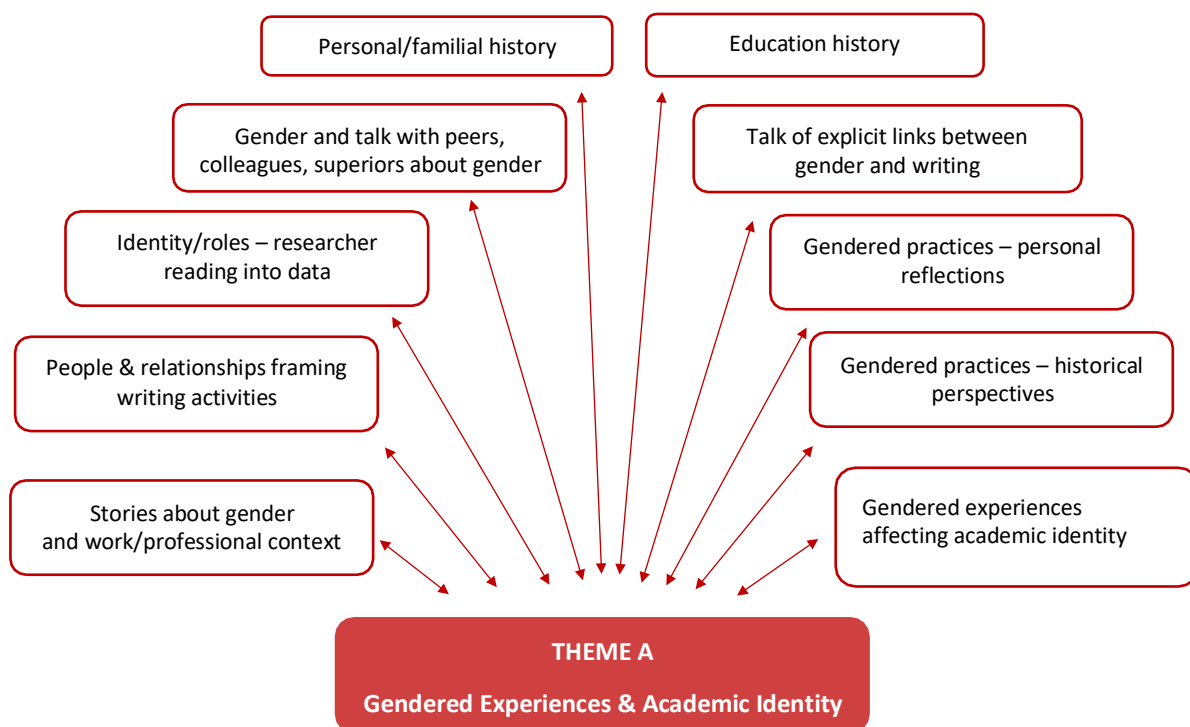 Personal/familial history
Education history
Gender and talk with peers,
colleagues, superiors about gender
Talk of explicit links between
gender and writing
Identity/roles – researcher
reading into data
Gendered practices – personal
reflections
People & relationships framing
writing activities
Gendered practices – historical
perspectives
Stories about gender
and work/professional context
Gendered experiences
affecting academic identity
THEME A
Gendered Experiences & Academic Identity